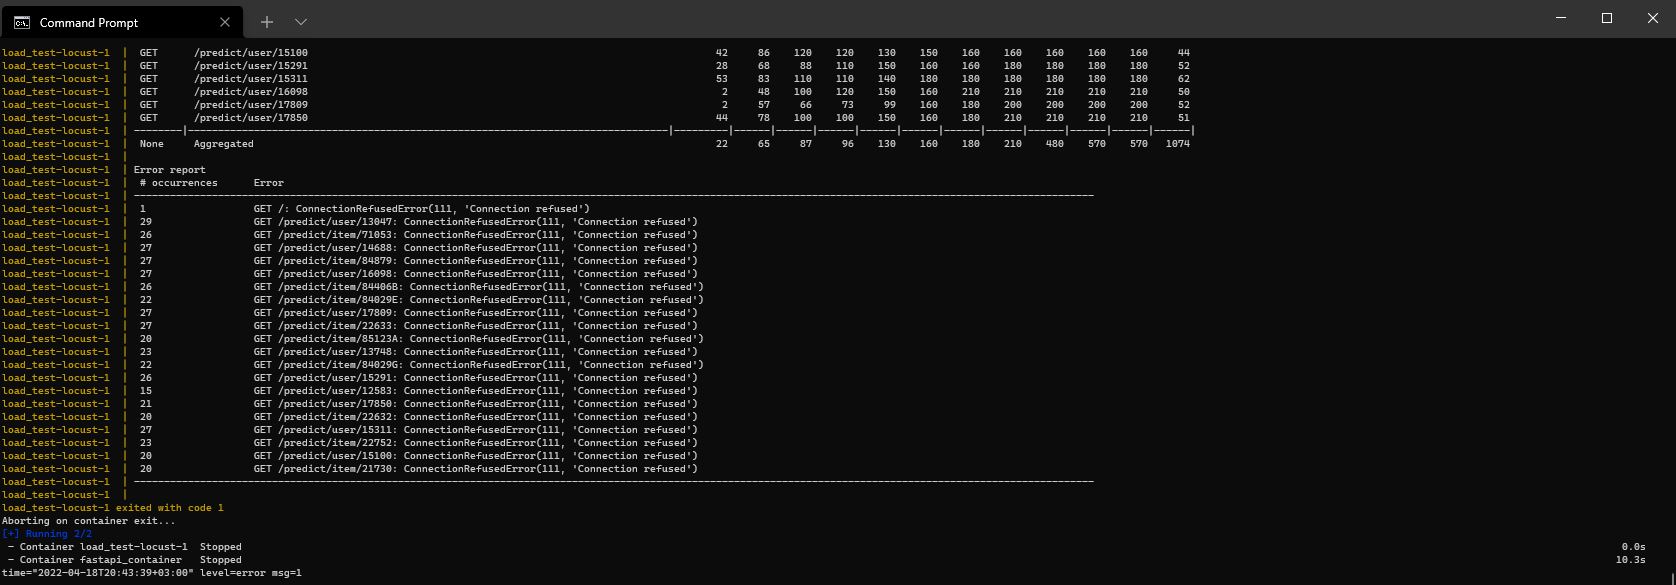 Command Prompt
load_test-locust-1 | GET /predict/user/15100 42 86 120 120 130 150 160 160 160 160 160 44
load_test-locust-1 | GET /predict/user/15291 28 68 88 110 150 160 160 180 180 180 180 52
load_test-locust-1 | GET /predict/user/15311 53 83 110 110 140 180 180 180 180 180 180 62
load_test-locust-1 | GET /predict/user/16098 2 48 100 120 150 160 210 210 210 210 210 50
load_test-locust-1 | GET /predict/user/17809 2 57 66 73 99 160 180 200 200 200 200 52
load_test-locust-1 | GET /predict/user/17850 44 78 100 100 150 160 180 210 210 210 210 51
load_test-locust-1 | --------|--------------------------------------------------------------------------------|---------|------|------|------|------|------|------|------|------|------|------|------|
load_test-locust-1 | None Aggregated 22 65 87 96 130 160 180 210 480 570 570 1074
load_test-locust-1 |
load_test-locust-1 | Error report
load_test-locust-1 | # occurrences Error
load_test-locust-1 | ----------------------------------------------------------------------------------------------------------------------------------------------------------------
load_test-locust-1 | 1 GET /: ConnectionRefusedError(111, 'Connection refused')
load_test-locust-1 | 29 GET /predict/user/13047: ConnectionRefusedError(111, 'Connection refused')
load_test-locust-1 | 26 GET /predict/item/71053: ConnectionRefusedError(111, 'Connection refused')
load_test-locust-1 | 27 GET /predict/user/14688: ConnectionRefusedError(111, 'Connection refused')
load_test-locust-1 | 27 GET /predict/item/84879: ConnectionRefusedError(111, 'Connection refused')
load_test-locust-1 | 27 GET /predict/user/16098: ConnectionRefusedError(111, 'Connection refused')
load_test-locust-1 | 26 GET /predict/item/84406B: ConnectionRefusedError(111, 'Connection refused')
load_test-locust-1 | 22 GET /predict/item/84029E: ConnectionRefusedError(111, 'Connection refused')
load_test-locust-1 | 27 GET /predict/user/17809: ConnectionRefusedError(111, 'Connection refused')
load_test-locust-1 | 27 GET /predict/item/22633: ConnectionRefusedError(111, 'Connection refused')
load_test-locust-1 | 20 GET /predict/item/85123A: ConnectionRefusedError(111, 'Connection refused')
load_test-locust-1 | 23 GET /predict/user/13748: ConnectionRefusedError(111, 'Connection refused')
load_test-locust-1 | 22 GET /predict/item/84029G: ConnectionRefusedError(111, 'Connection refused')
load_test-locust-1 | 26 GET /predict/user/15291: ConnectionRefusedError(111, 'Connection refused')
load_test-locust-1 | 15 GET /predict/user/12583: ConnectionRefusedError(111, 'Connection refused')
load_test-locust-1 | 21 GET /predict/user/17850: ConnectionRefusedError(111, 'Connection refused')
load_test-locust-1 | 20 GET /predict/item/22632: ConnectionRefusedError(111, 'Connection refused')
load_test-locust-1 | 27 GET /predict/user/15311: ConnectionRefusedError(111, 'Connection refused')
load_test-locust-1 | 23 GET /predict/item/22752: ConnectionRefusedError(111, 'Connection refused')
load_test-locust-1 | 20 GET /predict/user/15100: ConnectionRefusedError(111, 'Connection refused')
load_test-locust-1 | 20 GET /predict/item/21730: ConnectionRefusedError(111, 'Connection refused')
load_test-locust-1 | ----------------------------------------------------------------------------------------------------------------------------------------------------------------
load_test-locust-1 |
load_test-locust-1 exited with code 1
Aborting on container exit...
[+] Running 2/2
- Container load_test-locust-1 Stopped 0.0s
- Container fastapi_container Stopped 10.3s
time="2022-04-18T20:43:39+03:00" level=error msg=1